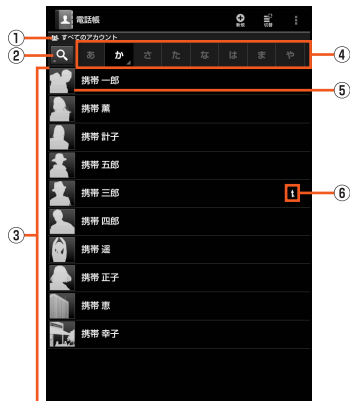 電話帳
新規
切替
① すべてのアカウント
②
あ か さ た な は ま や ④
携帯 一郎 ⑤
携帯 薫
携帯 計子
携帯 五郎
携帯 三郎 t ⑥
③ 携帯 四郎
携帯 遥
携帯 正子
携帯 恵
携帯 幸子